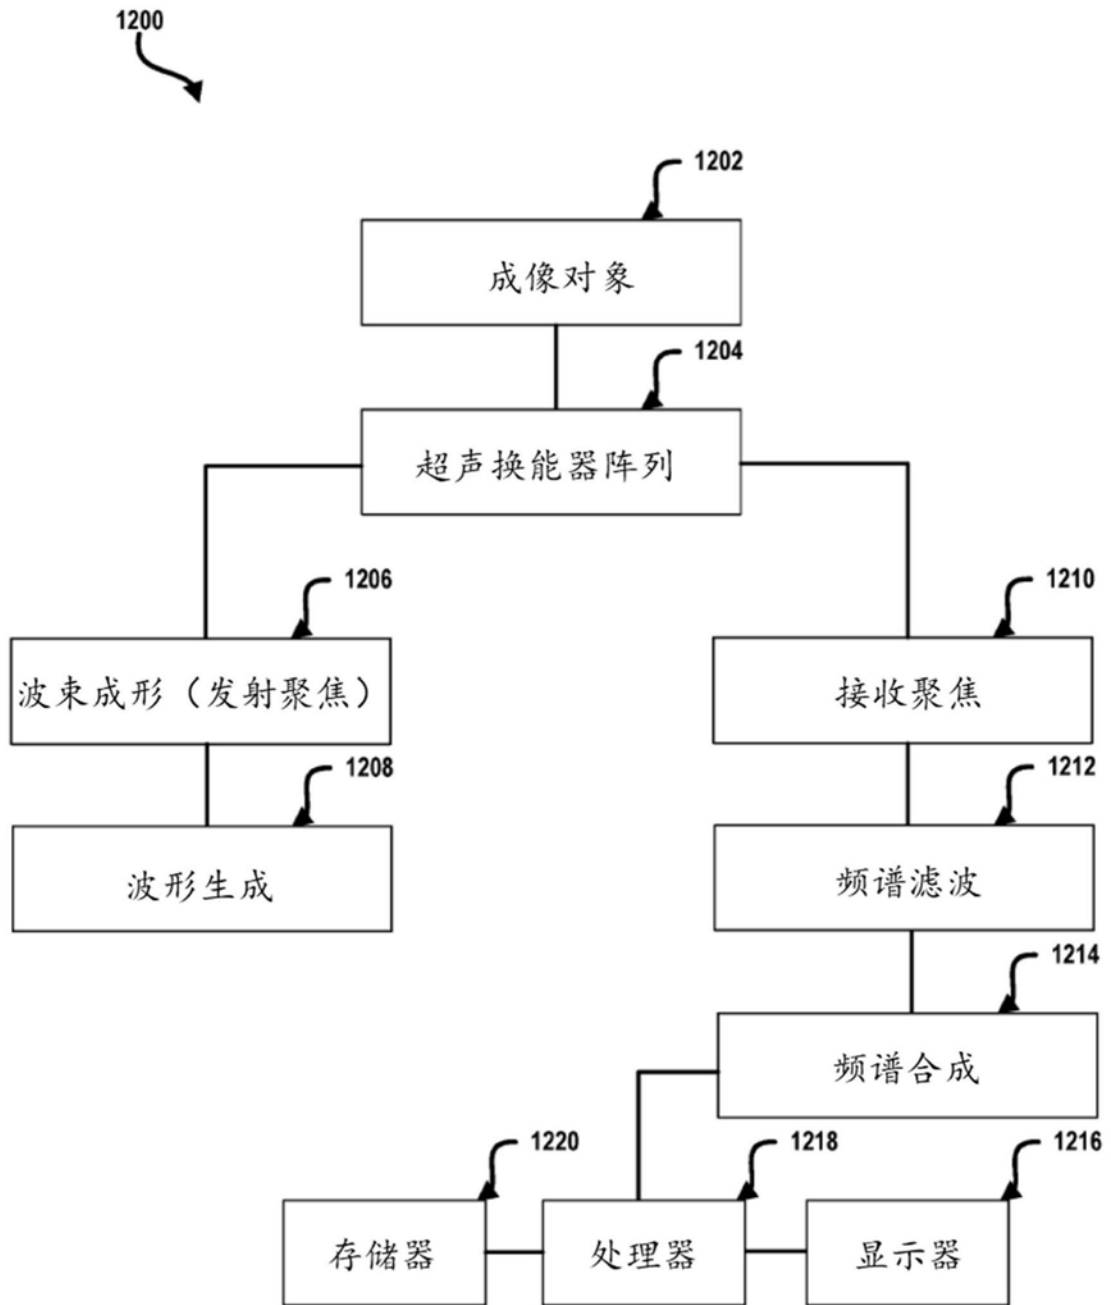 1200
1202
成像对象
1204
超声换能器阵列
1206
1210
波束成形（发射聚焦）
接收聚焦
1208
1212
波形生成
频谱滤波
1214
频谱合成
1220
1218
1216
存储器
处理器
显示器